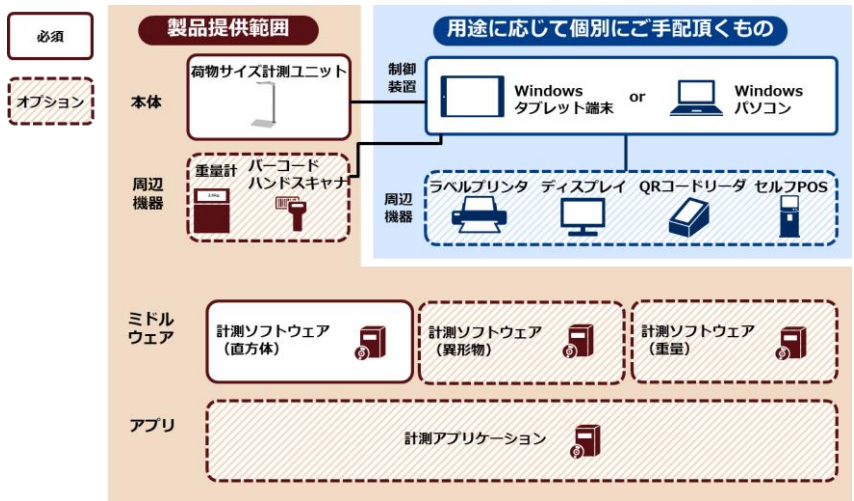 必須
オプション
製品提供範囲
用途に応じて個別にご手配頂くもの
本体
荷物サイズ計測ユニット
制御
装置
Windows
タブレット端末
or
Windows
パソコン
周辺
機器
重量計
バーコード
ハンドスキャナ
周辺
機器
ラベルプリンタ
ディスプレイ
QRコードリーダ
セルフPOS
ミドル
ウェア
計測ソフトウェア
（直方体）
計測ソフトウェア
（異形物）
計測ソフトウェア
（重量）
アプリ
計測アプリケーション